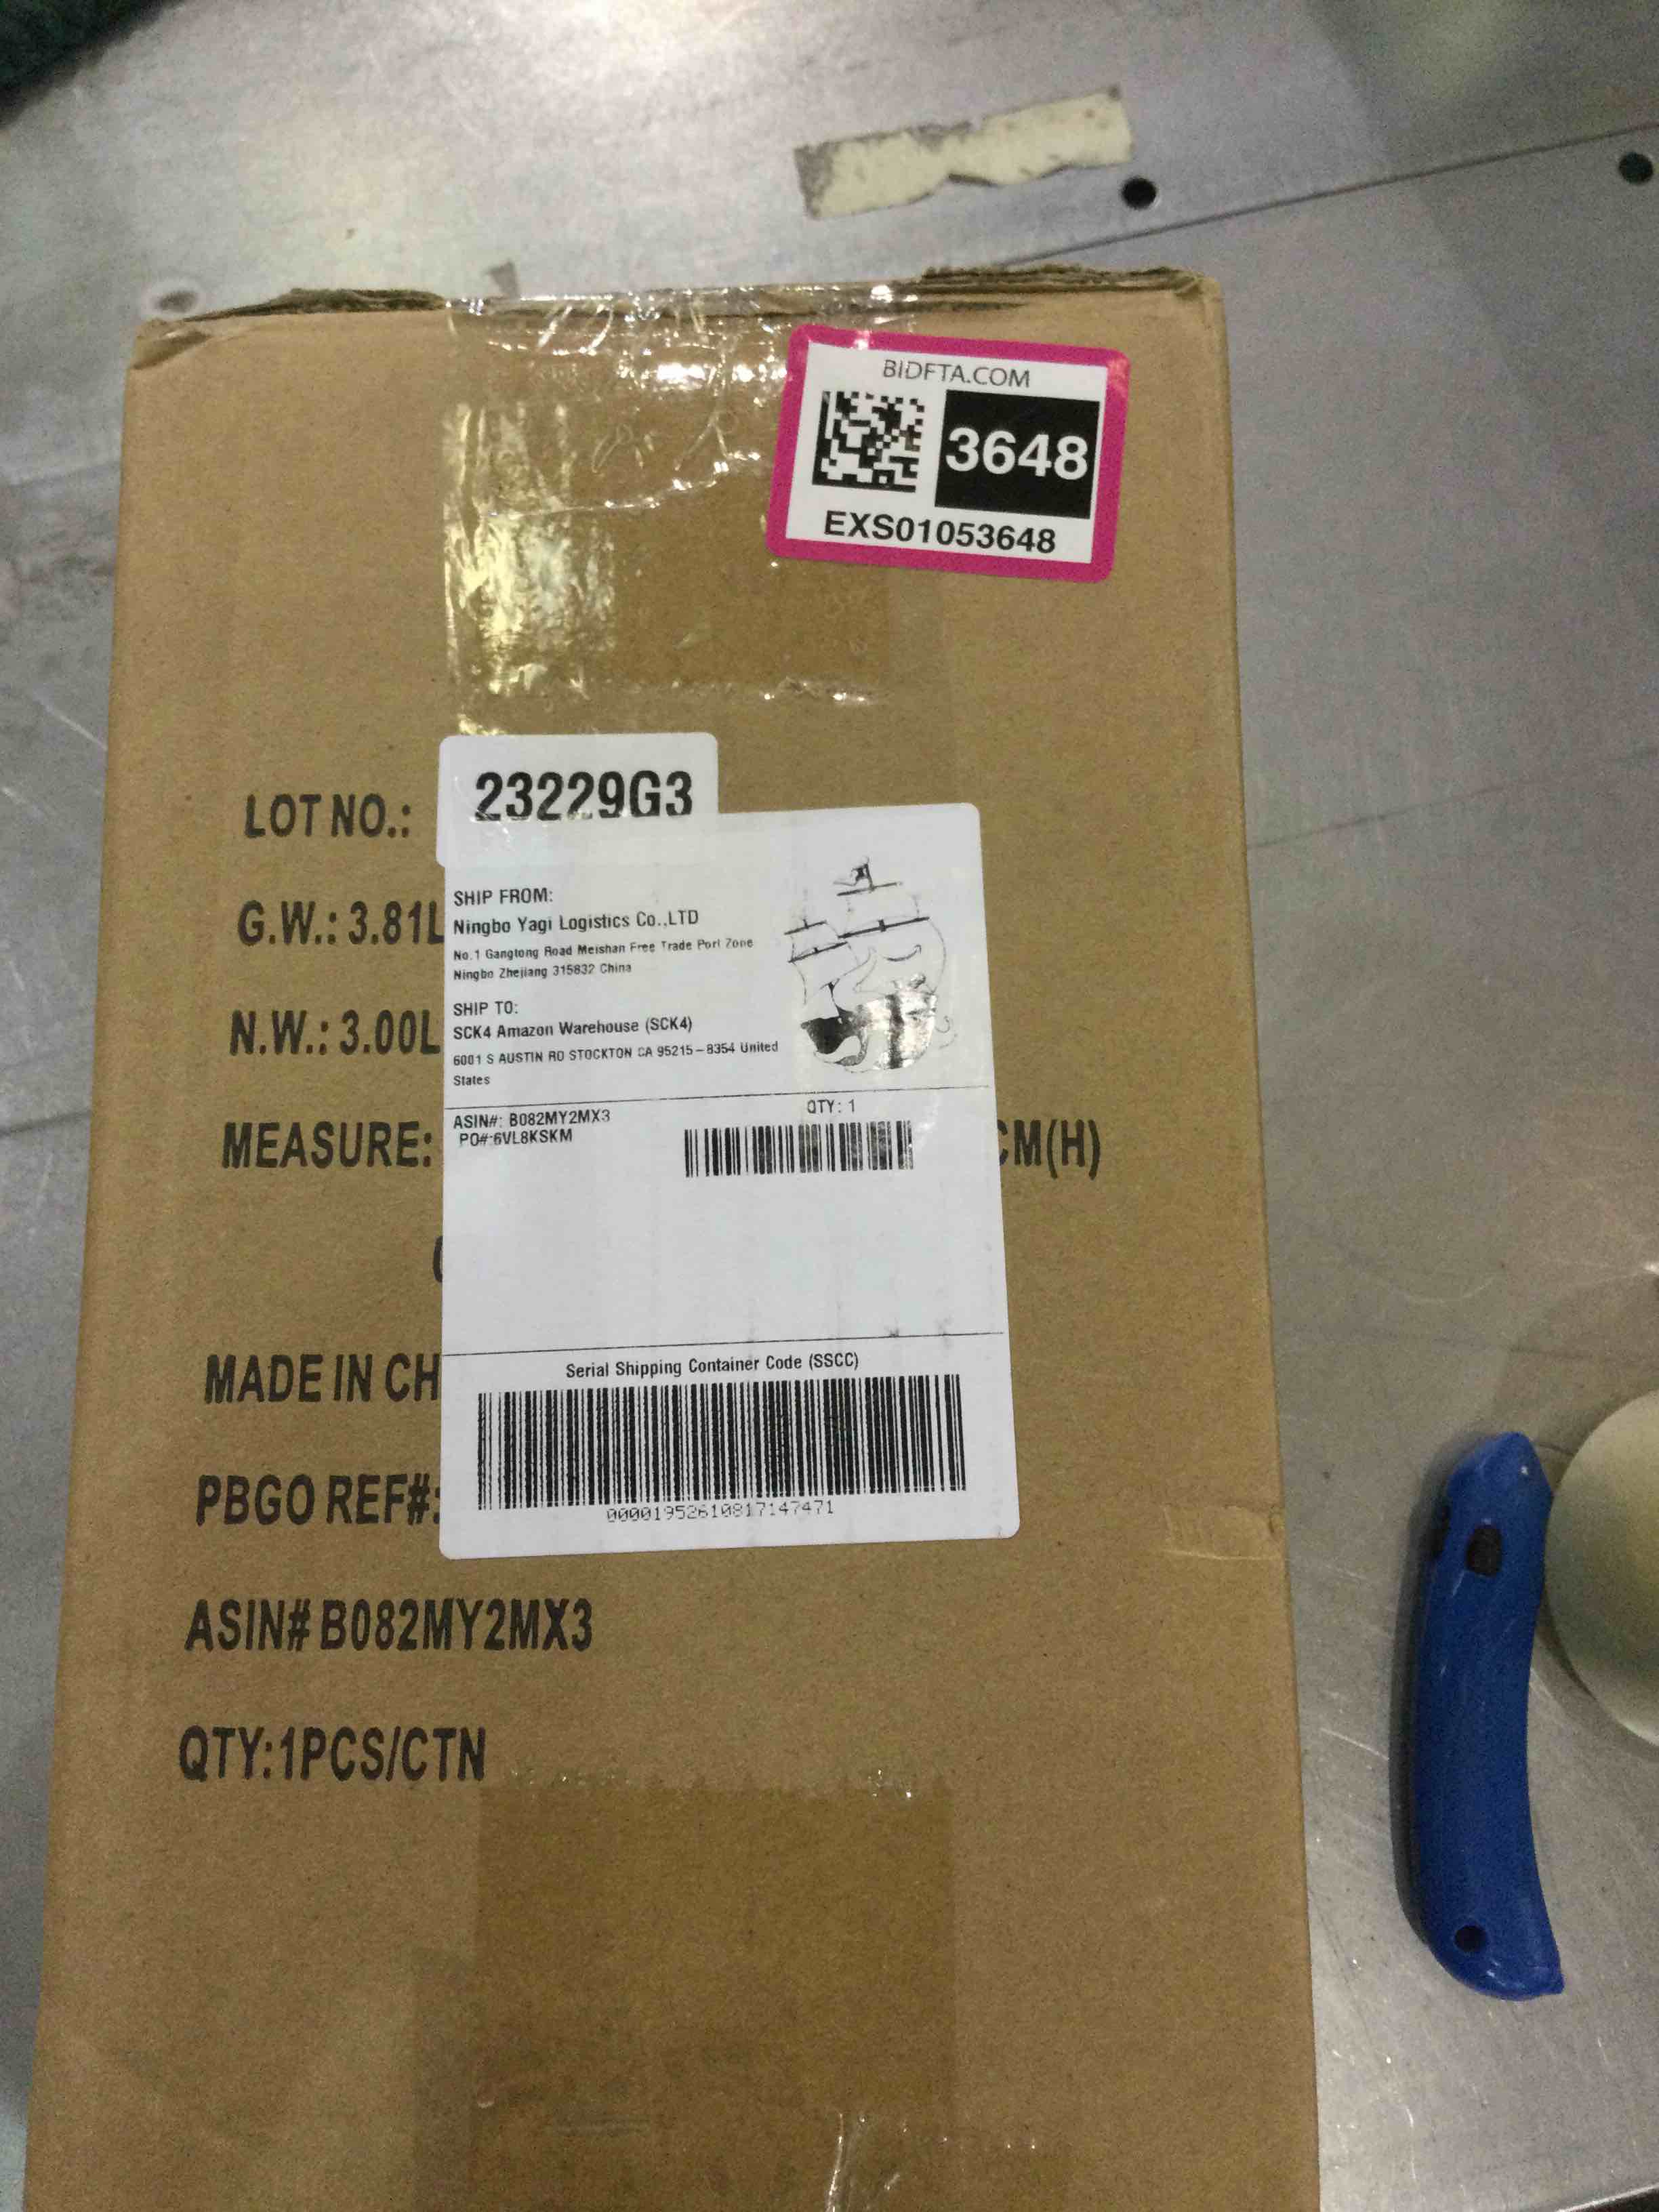 BIDFTA.COM
3648
EXS01053648
LOT NO.: 23229G3
G.W.: 3.81L
N.W.: 3.00L
MEASURE: CM(H)
MADE IN CH
PBGO REF#:
ASIN# B082MY2MX3
QTY:1PCS/CTN
SHIP FROM:
Ningbo Yagi Logistics Co.,LTD
No.1 Gangtong Road Meishan Free Trade Port Zone
Ningbo Zhejiang 315832 China
SHIP TO:
SCK4 Amazon Warehouse (SCK4)
6001 S AUSTIN RD STOCKTON CA 95215-8354 United
States
ASIN#: B082MY2MX3
PO#:6VL8KSKM
QTY: 1
Serial Shipping Container Code (SSCC)
00001952610817147471